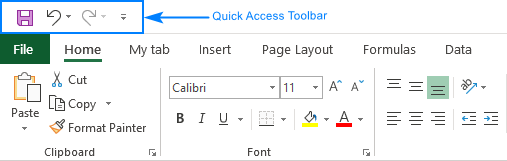 Quick Access Toolbar
File Home My tab Insert Page Layout Formulas Data
Paste
Cut
Copy
Format Painter
Clipboard
Calibri 11 A A
B I U A
Font
ab